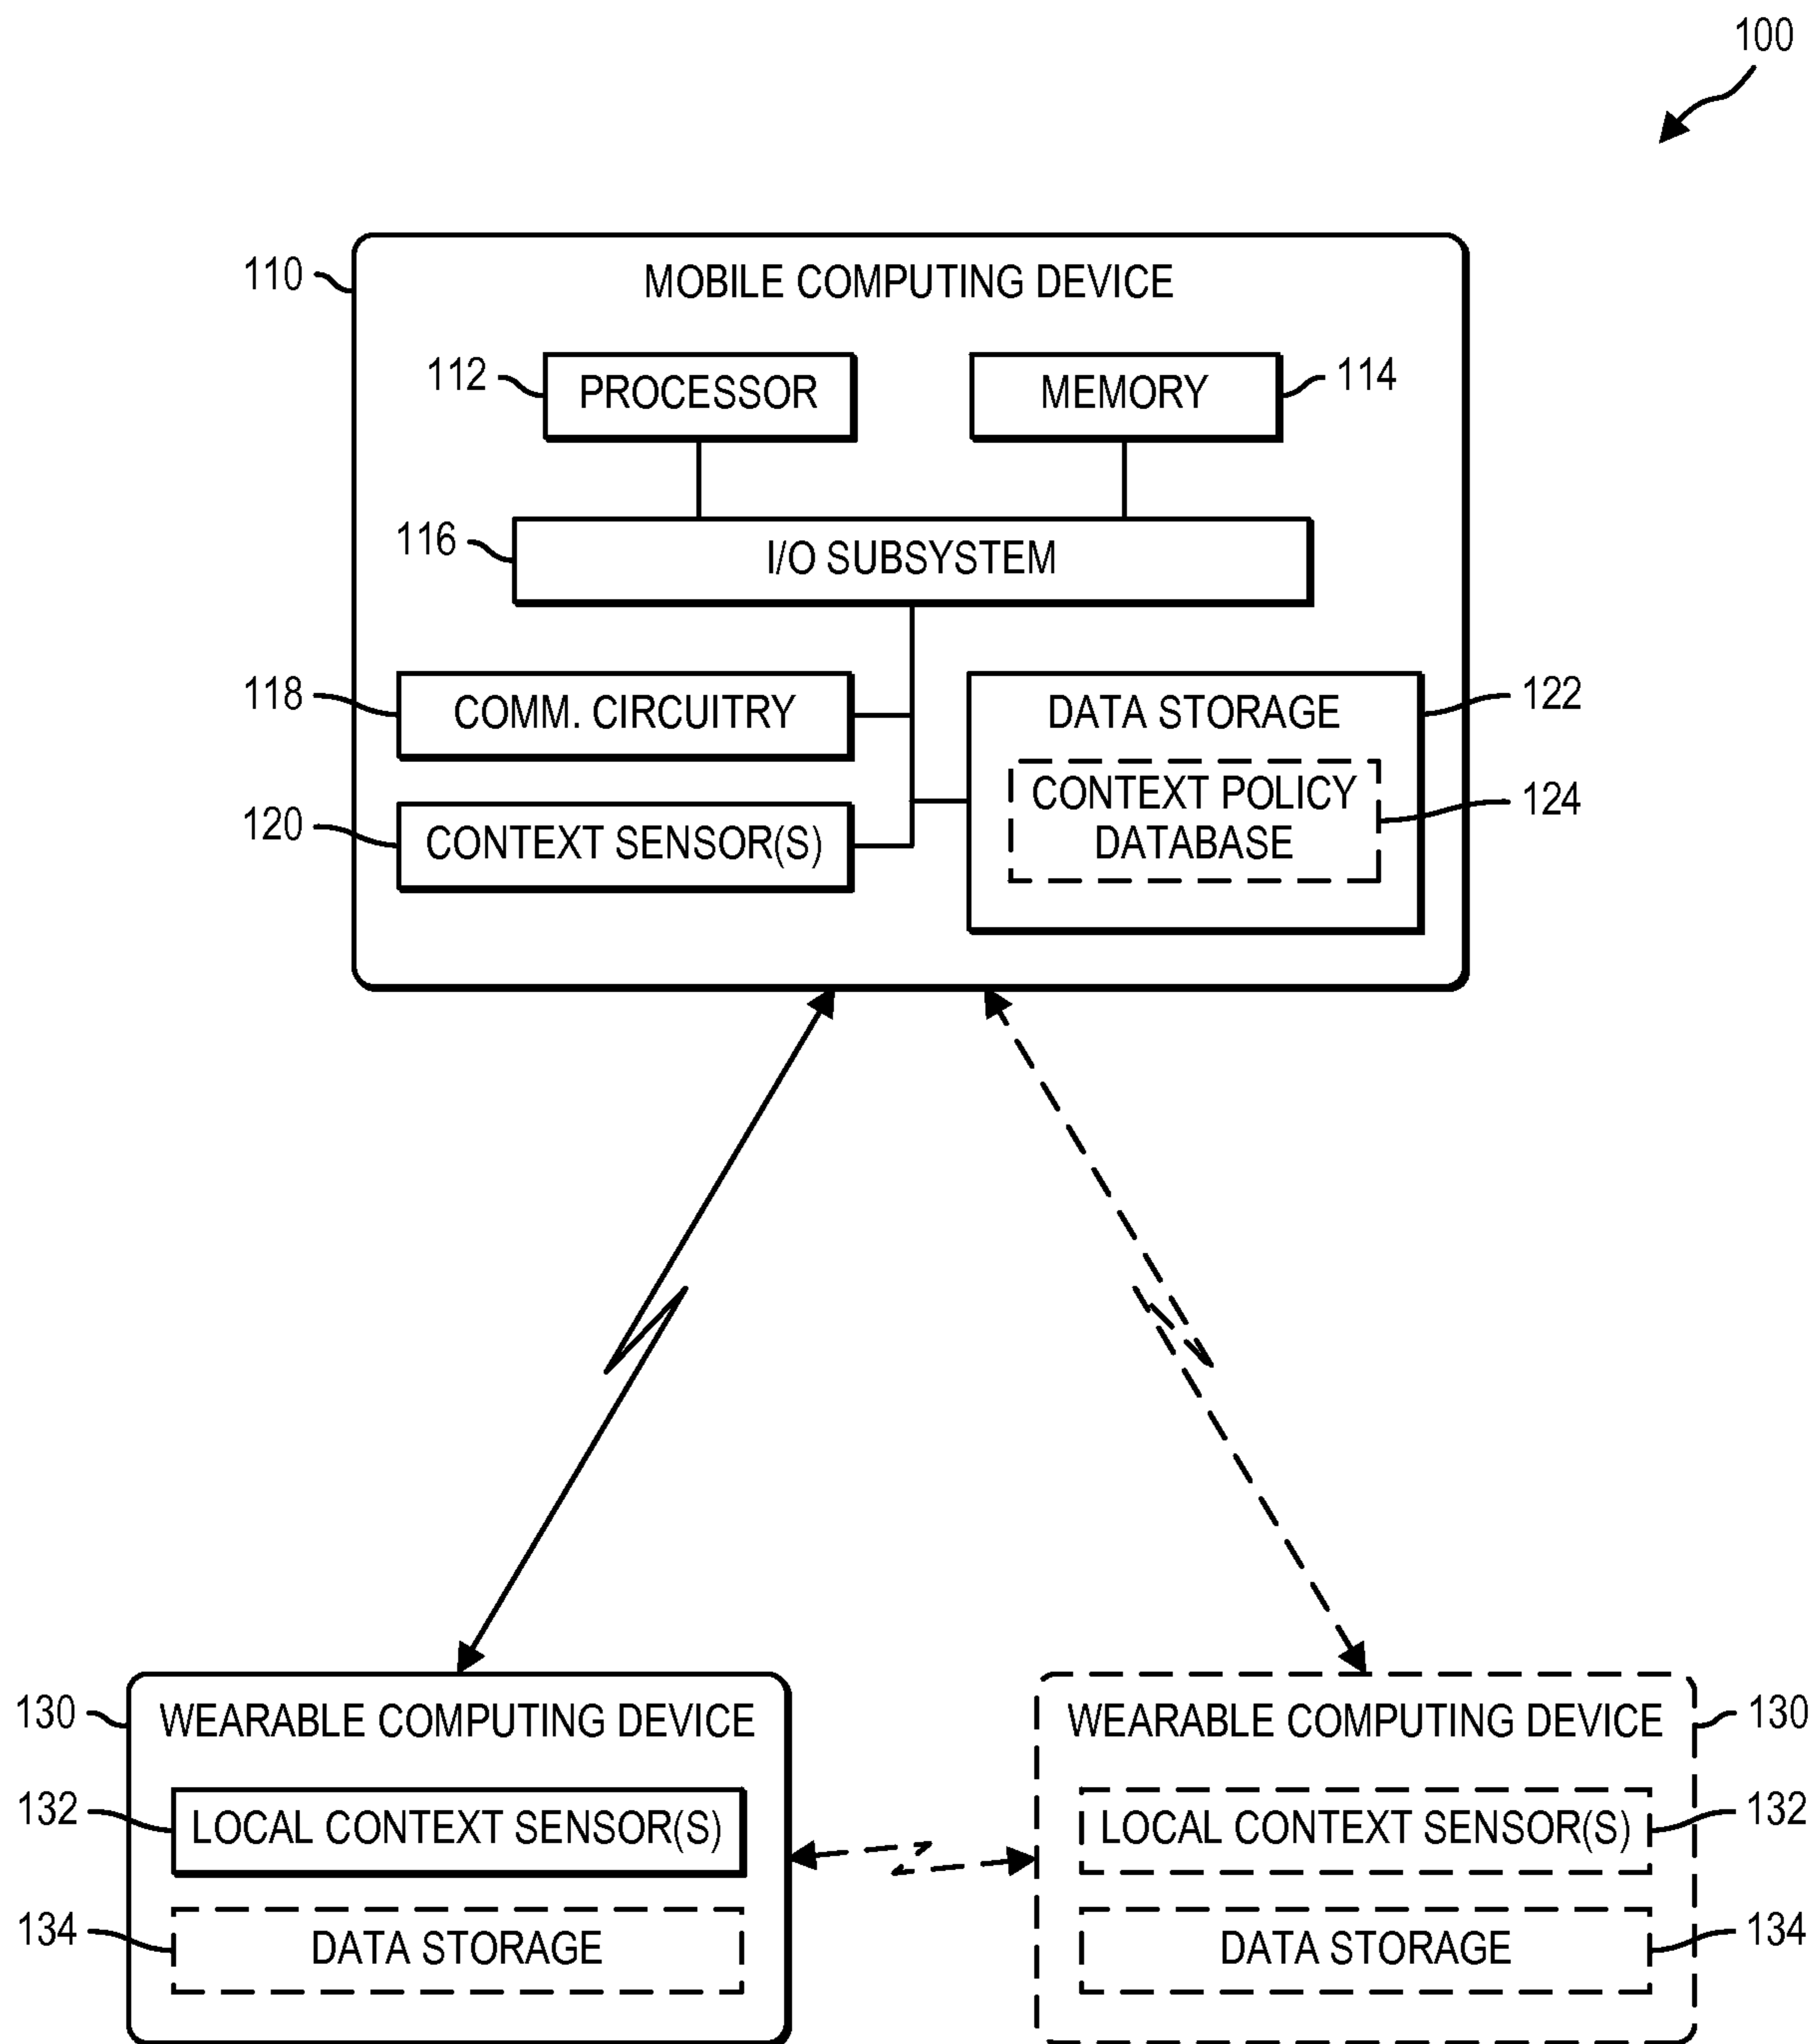 100
110
MOBILE COMPUTING DEVICE
112
PROCESSOR
MEMORY
114
116
I/O SUBSYSTEM
118
COMM. CIRCUITRY
DATA STORAGE
122
120
CONTEXT SENSOR(S)
CONTEXT POLICY
DATABASE
124
130
WEARABLE COMPUTING DEVICE
132
LOCAL CONTEXT SENSOR(S)
134
DATA STORAGE
WEARABLE COMPUTING DEVICE
130
LOCAL CONTEXT SENSOR(S)
132
DATA STORAGE
134